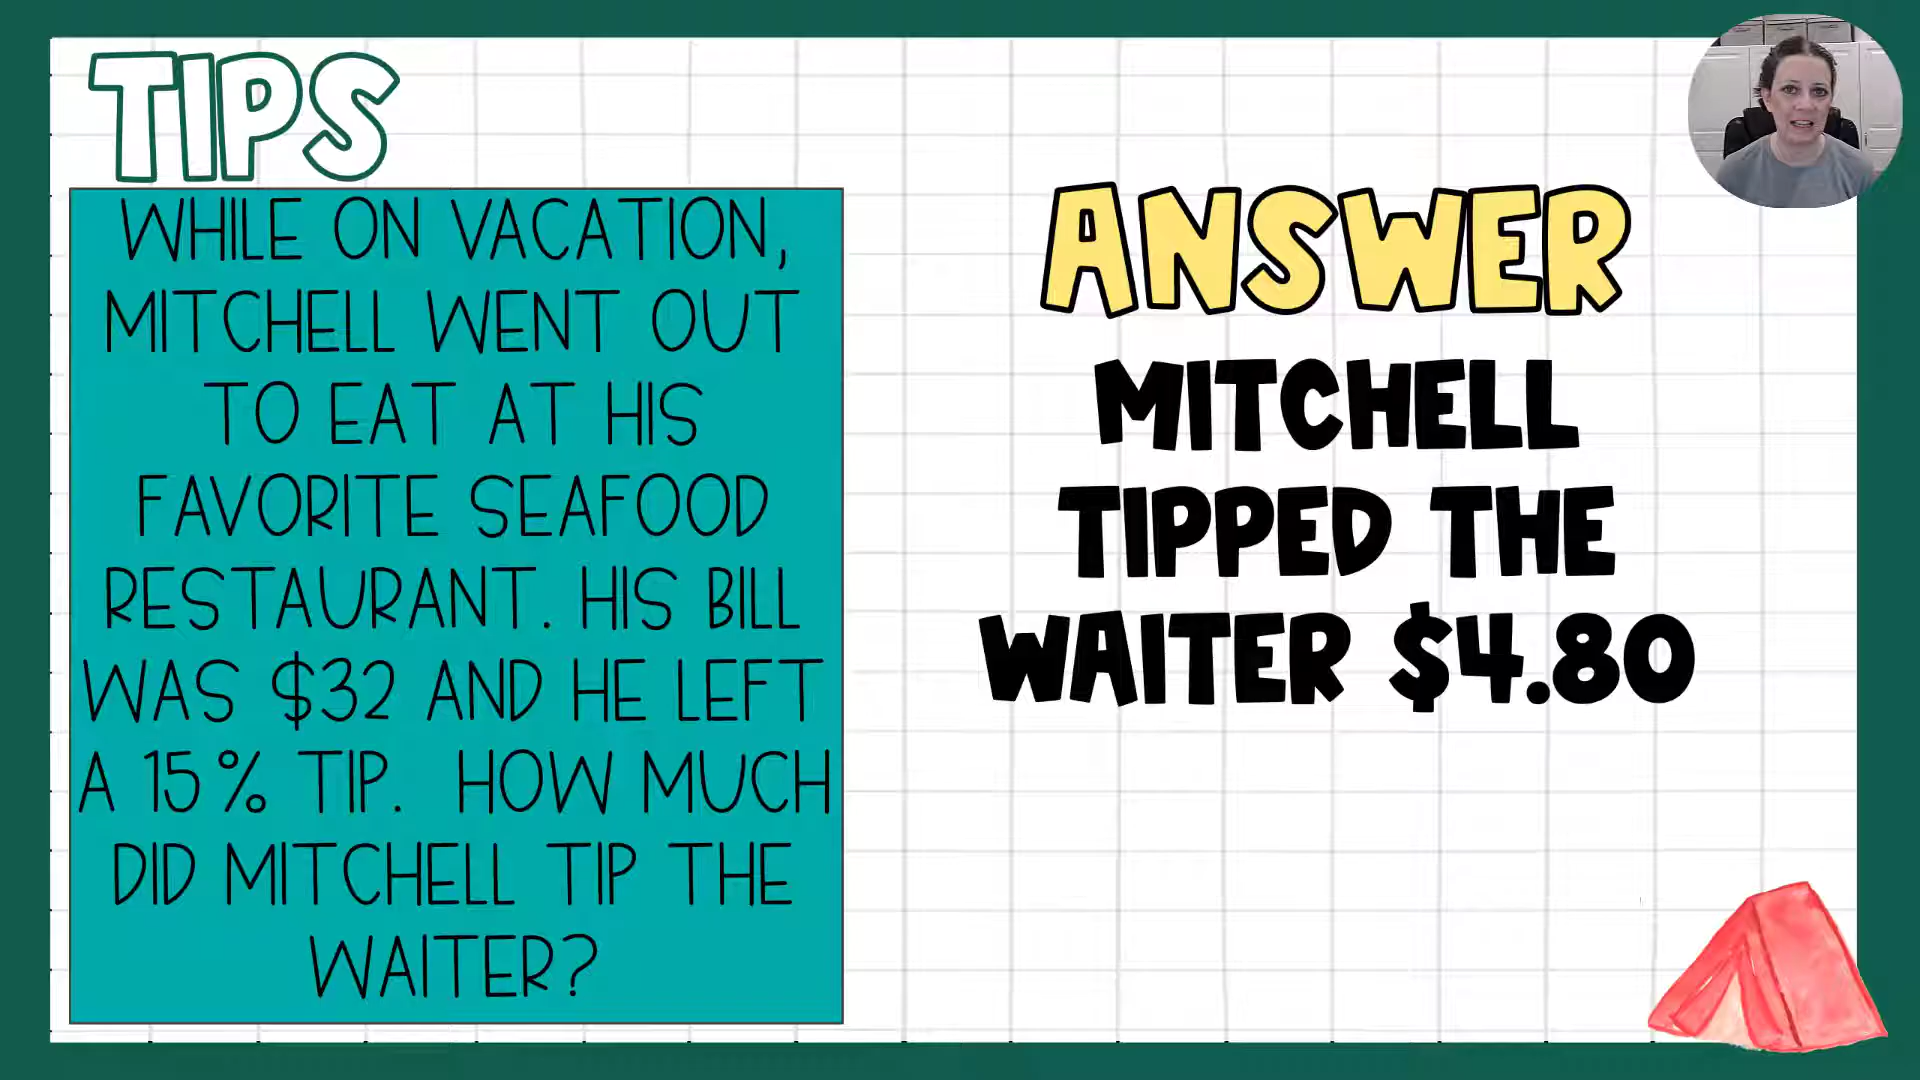 TIPS
WHILE ON VACATION,
MITCHELL WENT OUT
TO EAT AT HIS
FAVORITE SEAFOOD
RESTAURANT. HIS BILL
WAS $32 AND HE LEFT
A 15% TIP. HOW MUCH
DID MITCHELL TIP THE
WAITER?
ANSWER
MITCHELL
TIPPED THE
WAITER $4.80